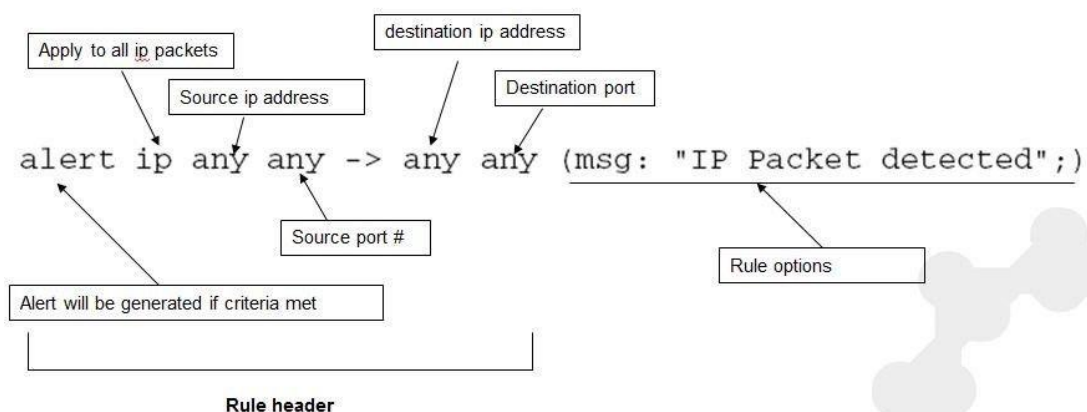 destination ip address
Apply to all ip packets
Source ip address
Destination port
alert ip any any -> any any (msg: "IP Packet detected";)
Source port #
Rule options
Alert will be generated if criteria met
Rule header